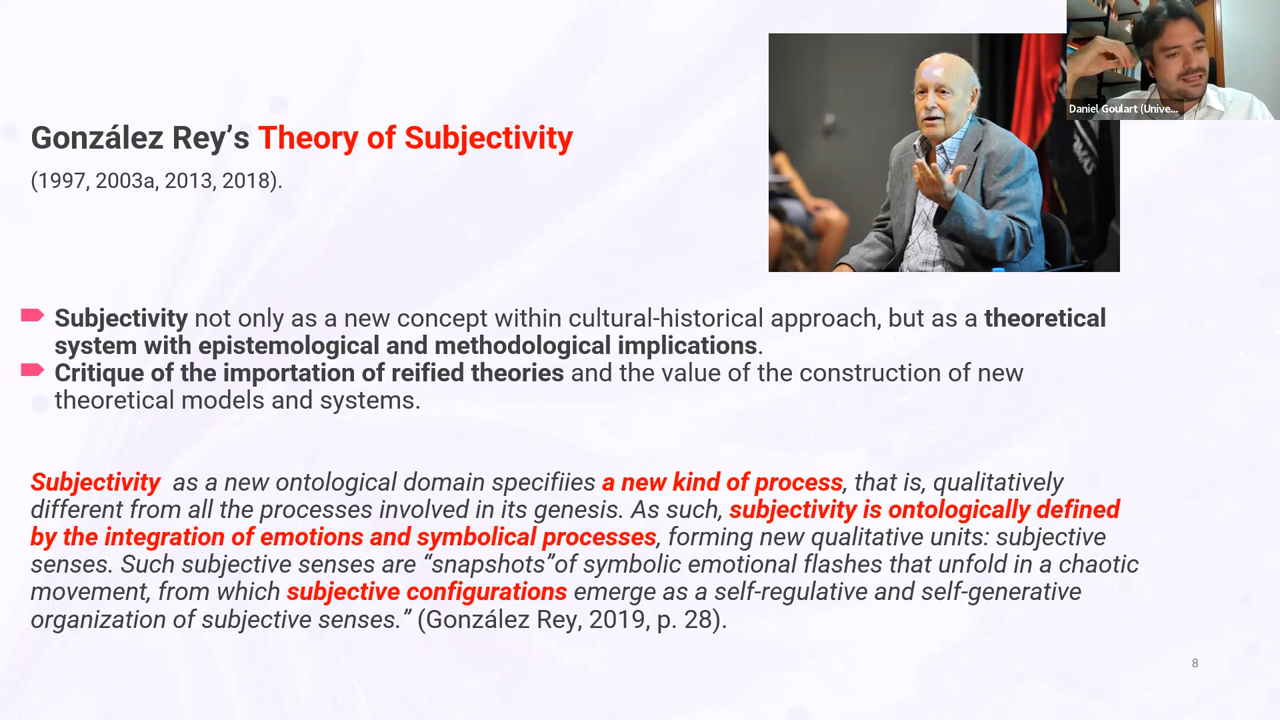 Daniel Goulart (Unive...
González Rey’s Theory of Subjectivity
(1997, 2003a, 2013, 2018).
Subjectivity not only as a new concept within cultural-historical approach, but as a theoretical
system with epistemological and methodological implications.
Critique of the importation of reified theories and the value of the construction of new
theoretical models and systems.
Subjectivity as a new ontological domain specifiies a new kind of process, that is, qualitatively
different from all the processes involved in its genesis. As such, subjectivity is ontologically defined
by the integration of emotions and symbolical processes, forming new qualitative units: subjective
senses. Such subjective senses are “snapshots”of symbolic emotional flashes that unfold in a chaotic
movement, from which subjective configurations emerge as a self-regulative and self-generative
organization of subjective senses.” (González Rey, 2019, p. 28).
8